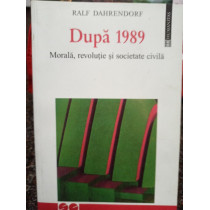 RALF DAHRENDORF
După 1989
Morală, revoluție și societate civilă